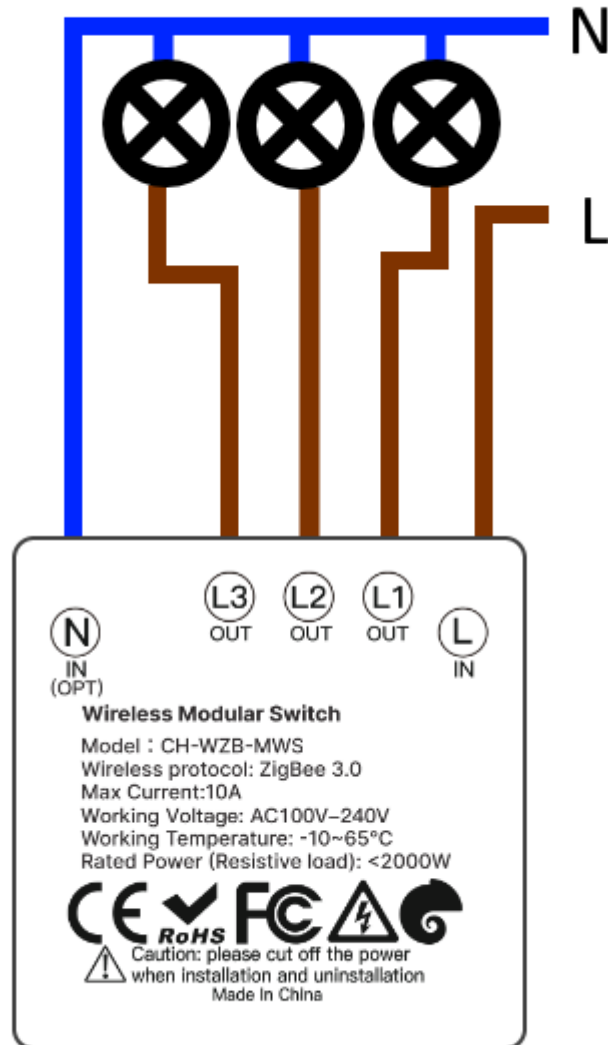 N
L
L3 L2 L1
N OUT OUT OUT L
IN IN
(OPT)
Wireless Modular Switch
Model : CH-WZB-MWS
Wireless protocol: ZigBee 3.0
Max Current:10A
Working Voltage: AC100V–240V
Working Temperature: -10~65°C
Rated Power (Resistive load): <2000W
CE RoHS FC
Caution: please cut off the power
when installation and uninstallation
Made In China